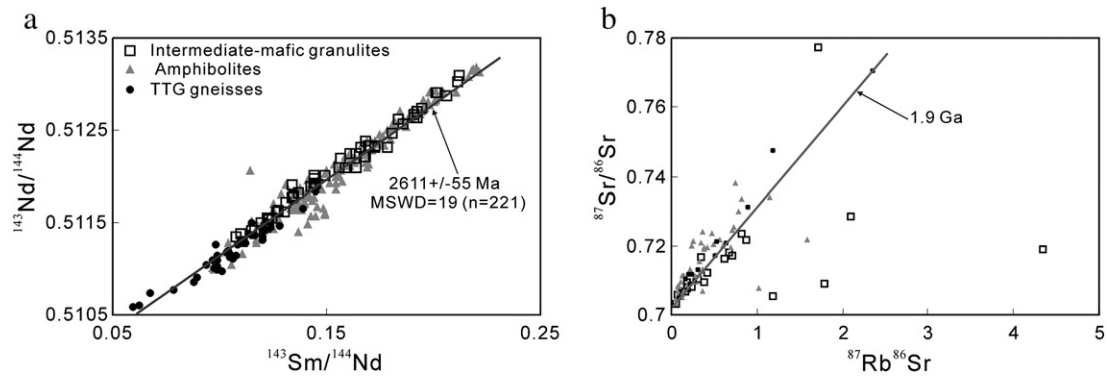 a
b
0.5135
0.5125
0.5115
0.5105
¹⁴³Nd/¹⁴⁴Nd
Intermediate-mafic granulites
Amphibolites
TTG gneisses
2611+/-55 Ma
MSWD=19 (n=221)
0.05
0.15
0.25
¹⁴³Sm/¹⁴⁴Nd
0.78
0.76
0.74
0.72
0.7
⁸⁷Sr/⁸⁶Sr
1.9 Ga
0
1
2
3
4
5
⁸⁷Rb⁸⁶Sr